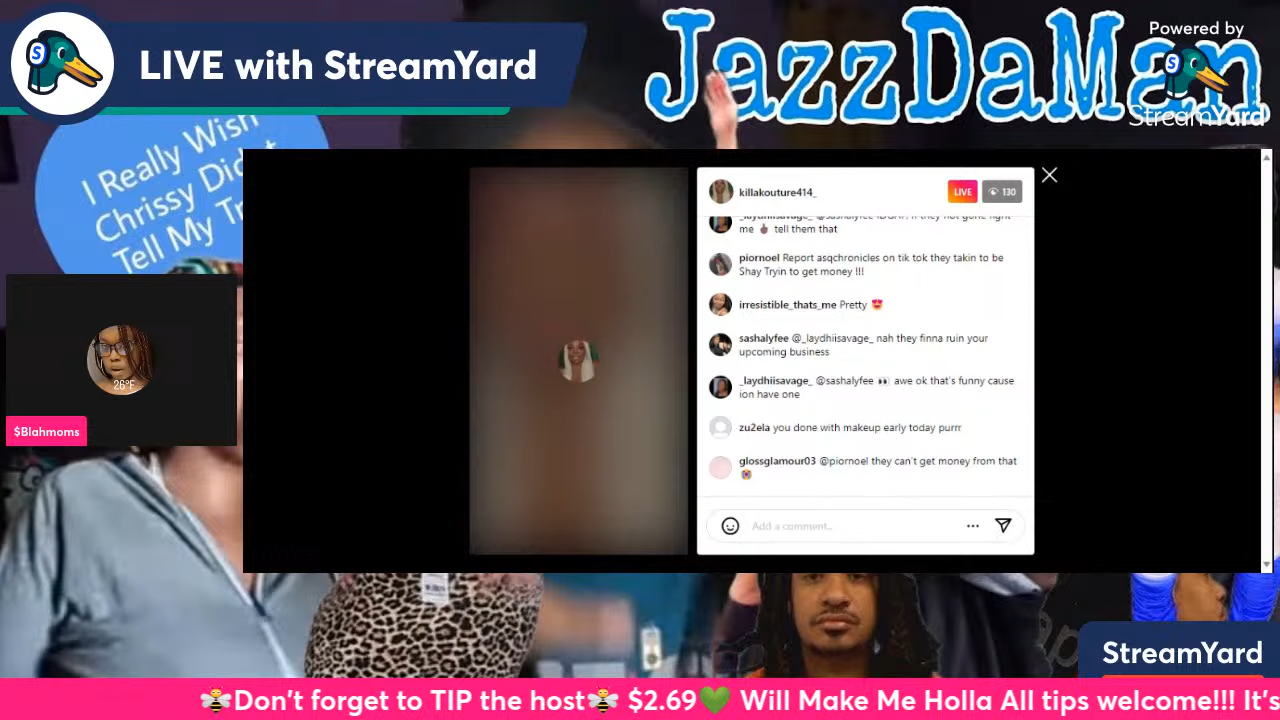 LIVE with StreamYard
JazzDaMan
Powered by
StreamYard
I Really Wish
Chrissy
Tell My
killakouture414_
LIVE
130
_laydhiisavage_ @sashalyfee
me 🖕🏿 tell them that
piornoel Report asqchronicles on tik tok they takin to be
Shay Tryin to get money !!!
irresistible_thats_me Pretty 😍
sashalyfee @_laydhiisavage_ nah they finna ruin your
upcoming business
_laydhiisavage_ @sashalyfee 👀 awe ok that's funny cause
ion have one
zu2ela you done with makeup early today purrr
glossglamour03 @piornoel they can't get money from that
😭
Add a comment...
26°F
$Blahmoms
StreamYard
🐝Don't forget to TIP the host🐝 $2.69💚 Will Make Me Holla All tips welcome!!! It's